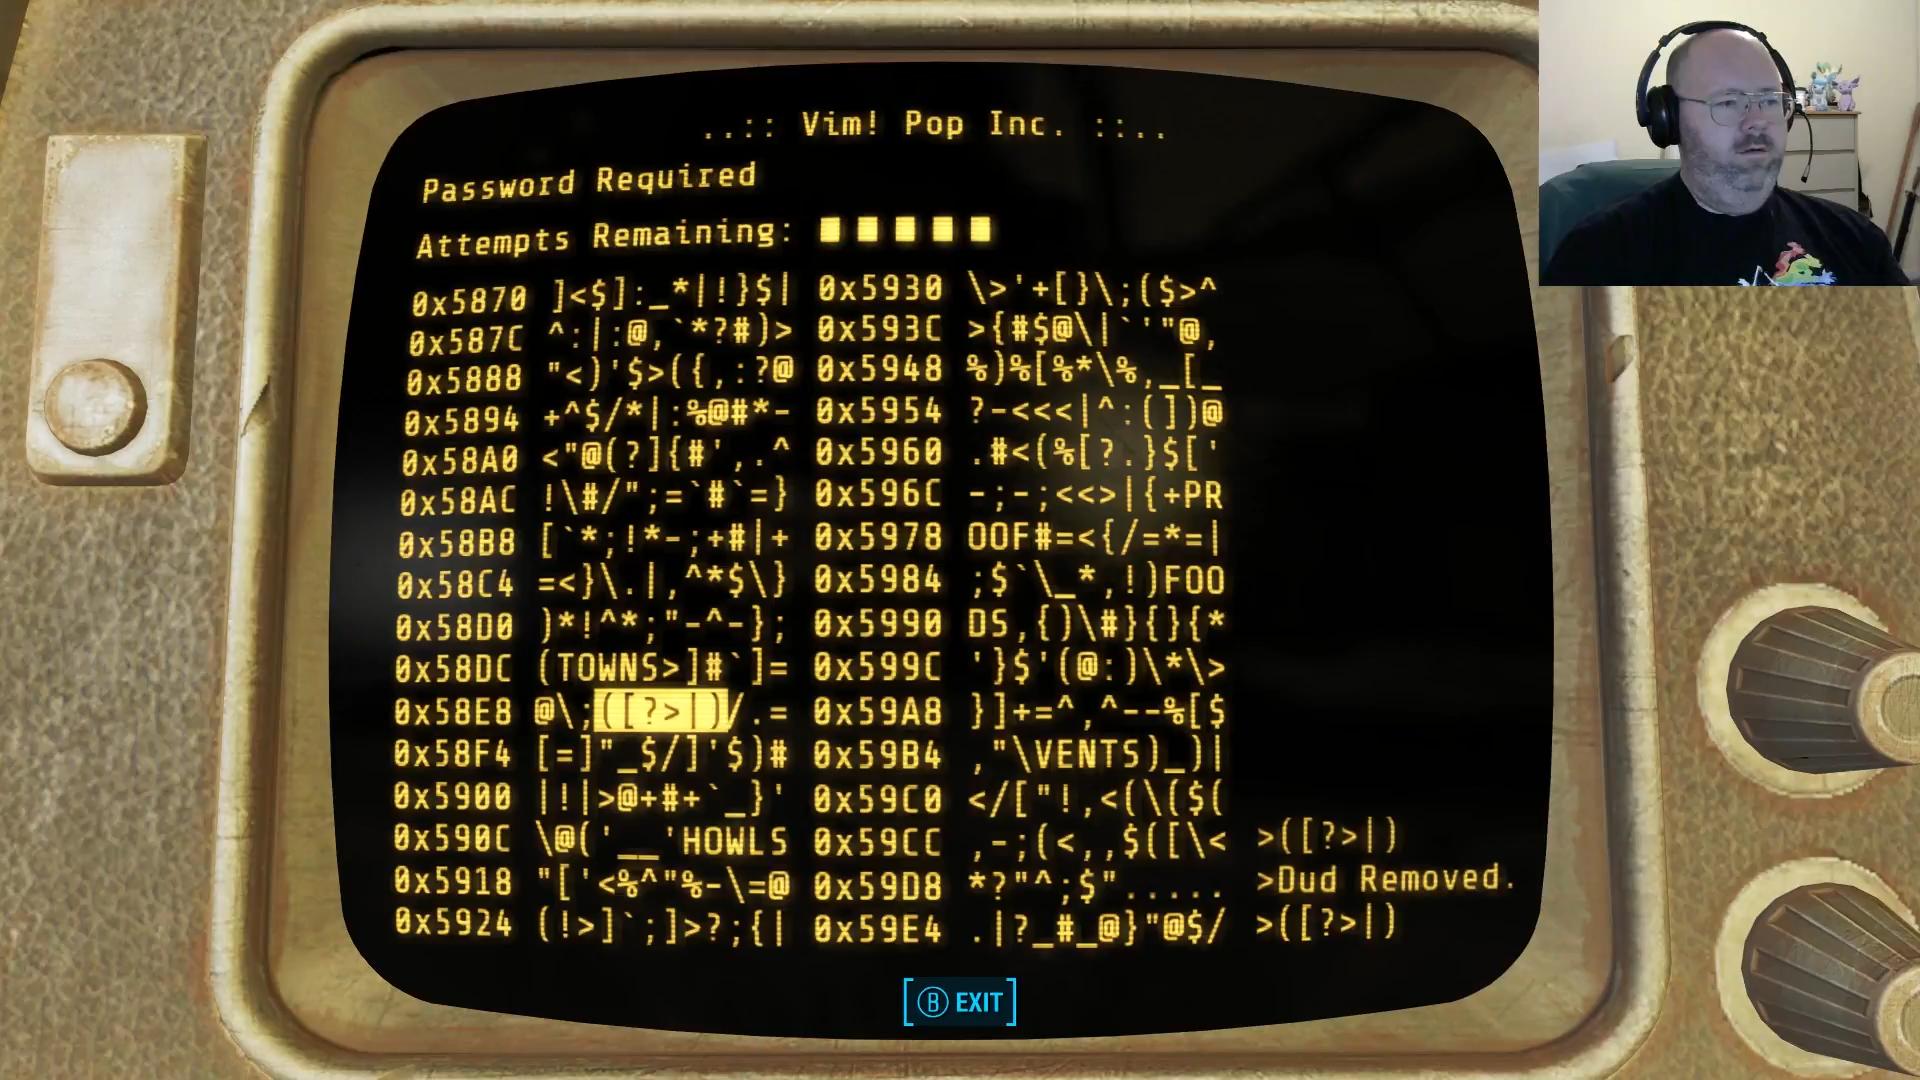 ..:: Vim! Pop Inc. ::..
Password Required
Attempts Remaining: ■ ■ ■ ■ ■
0x5870 ]<$]:_*|!}$| 0x5930 \>'+[}\;($>^
0x587C ^:|:@,`*?#)> 0x593C >{#$@\|`'"@,
0x5888 "<)'$>({,:?@ 0x5948 %)%[%*\%,_[_
0x5894 +^$/*|:%@#*- 0x5954 ?-<<<|^:(])@
0x58A0 <"@(?]{#',.^ 0x5960 .#<(%[?.}$['
0x58AC !\#/";=`#`=} 0x596C -;-;<<>|{+PR
0x58B8 [`*;!*-;+#|+ 0x5978 OOF#=<{/=*=|
0x58C4 =<}\.|,^*$\} 0x5984 ;$`\_*,!)FOO
0x58D0 )*!^*;"-^-}; 0x5990 DS,{)\#}{}{*
0x58DC (TOWNS>]#`]= 0x599C '}$'(@:)\*\>
0x58E8 @\;([?>|)/.= 0x59A8 }]+=^,^--%[$
0x58F4 [=]"_$/]'$)# 0x59B4 ,"\VENTS)_)|
0x5900 |!|>@+#+`_}' 0x59C0 </["!,<(\[$(
0x590C \@('__'HOWLS 0x59CC ,-;(<,,$([\< >([?>|)
0x5918 "['<%^"%-\=@ 0x59D8 *?"^;$"..... >Dud Removed.
0x5924 (!>]`;]>?;{| 0x59E4 .|?_#_@}"@$/ >([?>|)
B EXIT